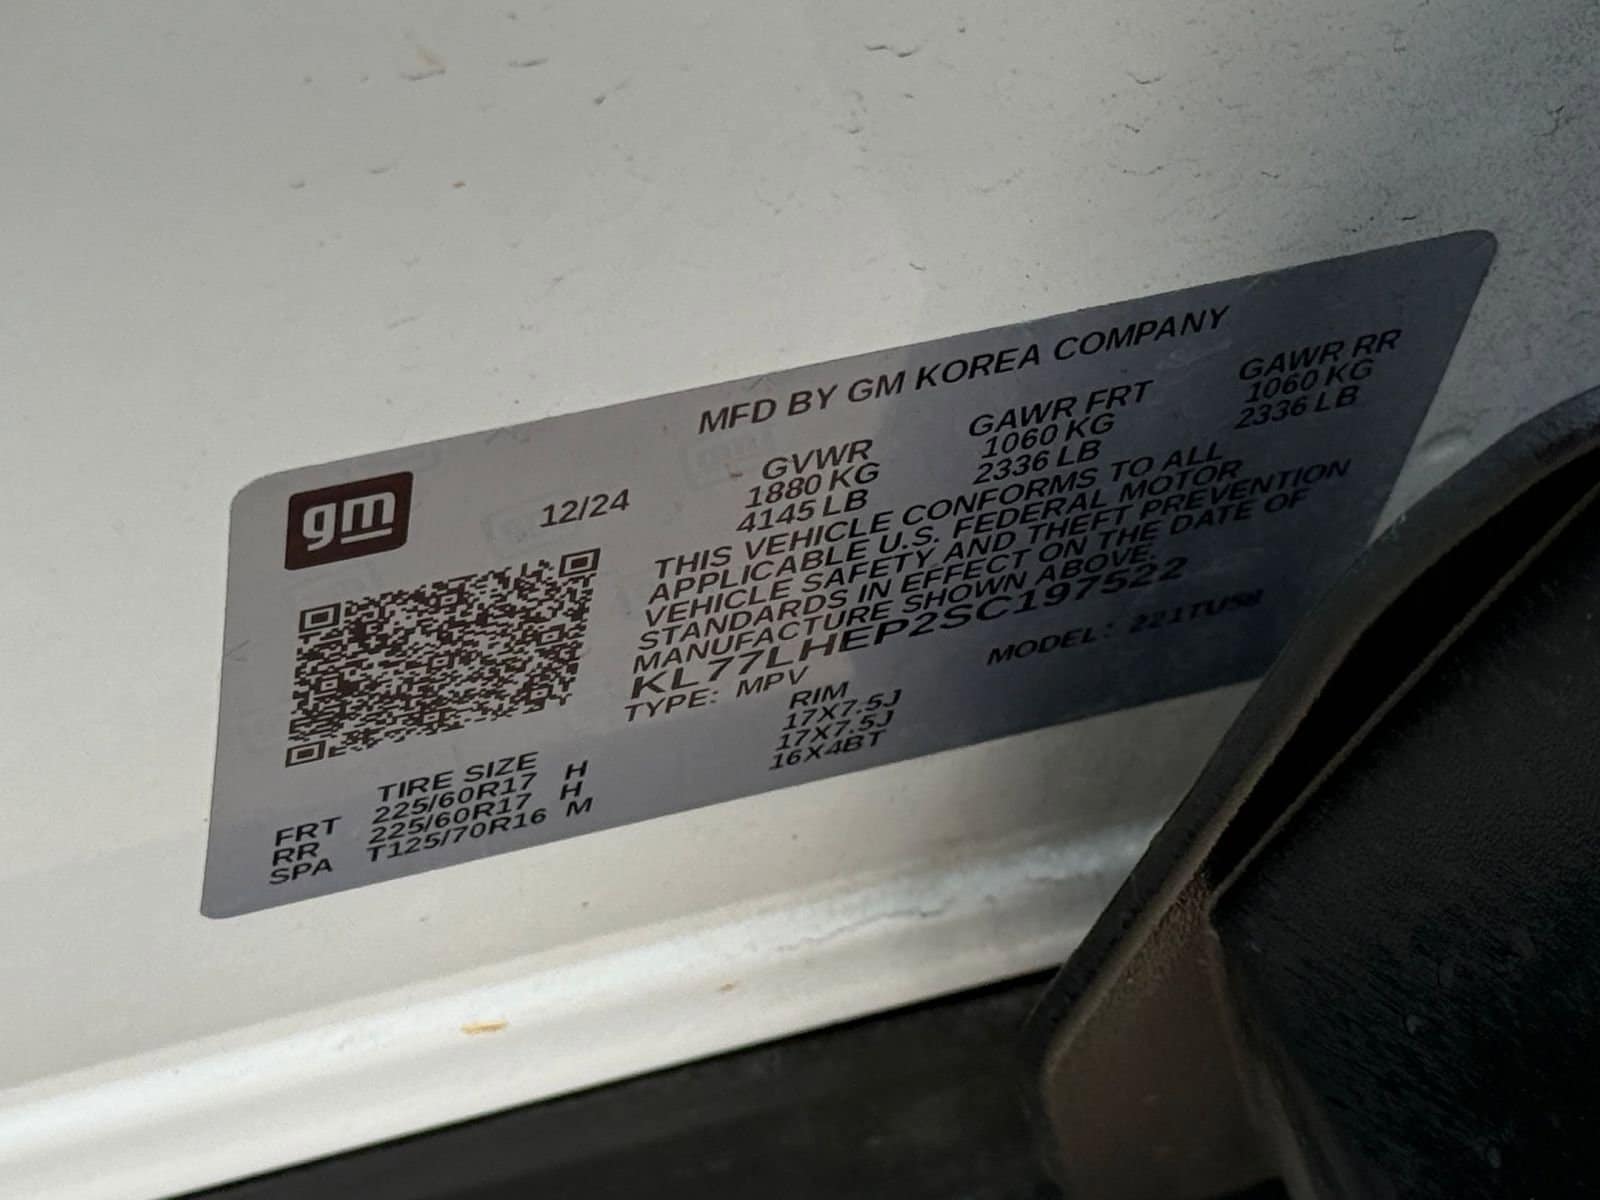 gm
MFD BY GM KOREA COMPANY
12/24
GVWR GAWR FRT GAWR RR
1880 KG 1060 KG 1060 KG
4145 LB 2336 LB 2336 LB
THIS VEHICLE CONFORMS TO ALL
APPLICABLE U.S. FEDERAL MOTOR
VEHICLE SAFETY AND THEFT PREVENTION
STANDARDS IN EFFECT ON THE DATE OF
MANUFACTURE SHOWN ABOVE.
KL77LHEP2SC197522
TYPE: MPV MODEL:
TIRE SIZE RIM
FRT 225/60R17 H 17X7.5J
RR 225/60R17 H 17X7.5J
SPA T125/70R16 M 16X4BT